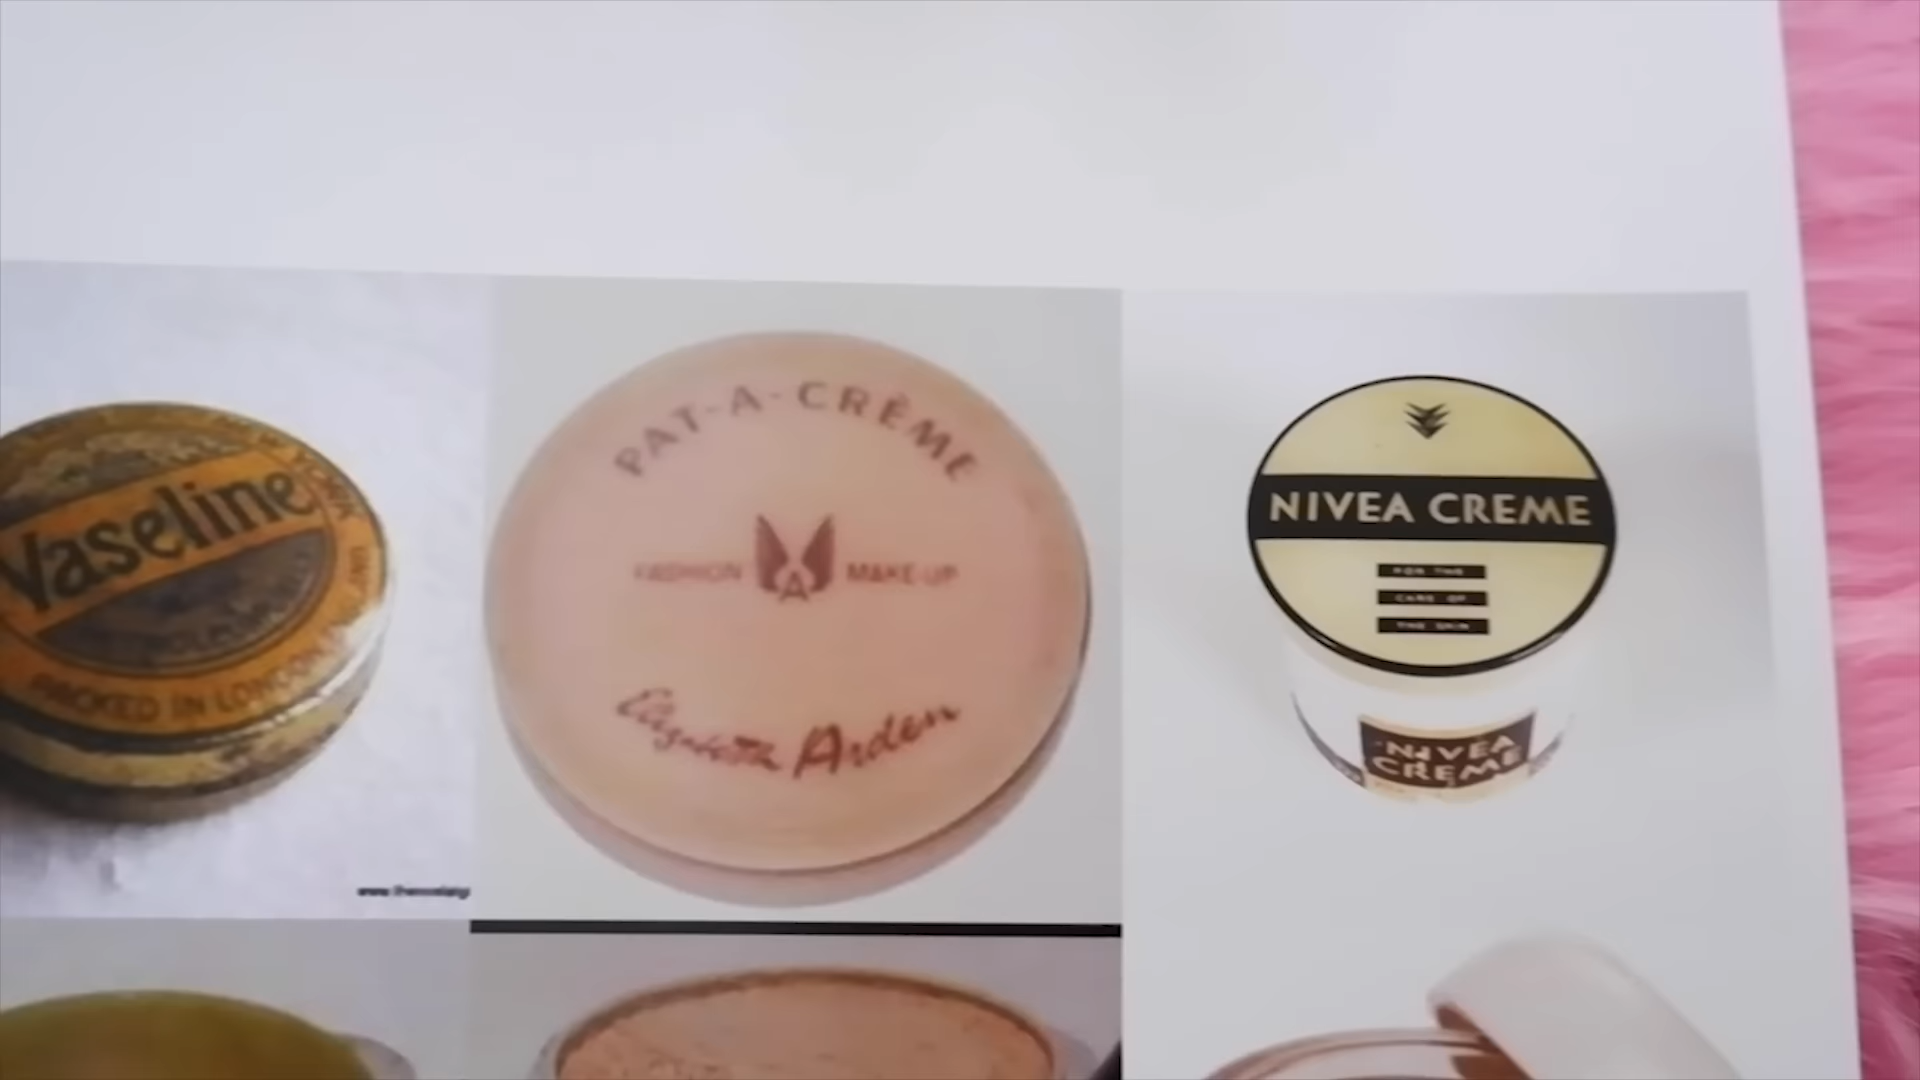 Vaseline
PACKED IN LONDON
PAT-A-CRÈME
FASHION A MAKE-UP
Elizabeth Arden
NIVEA CREME
FOR THE
CARE OF
THE SKIN
NIVEA
CREME